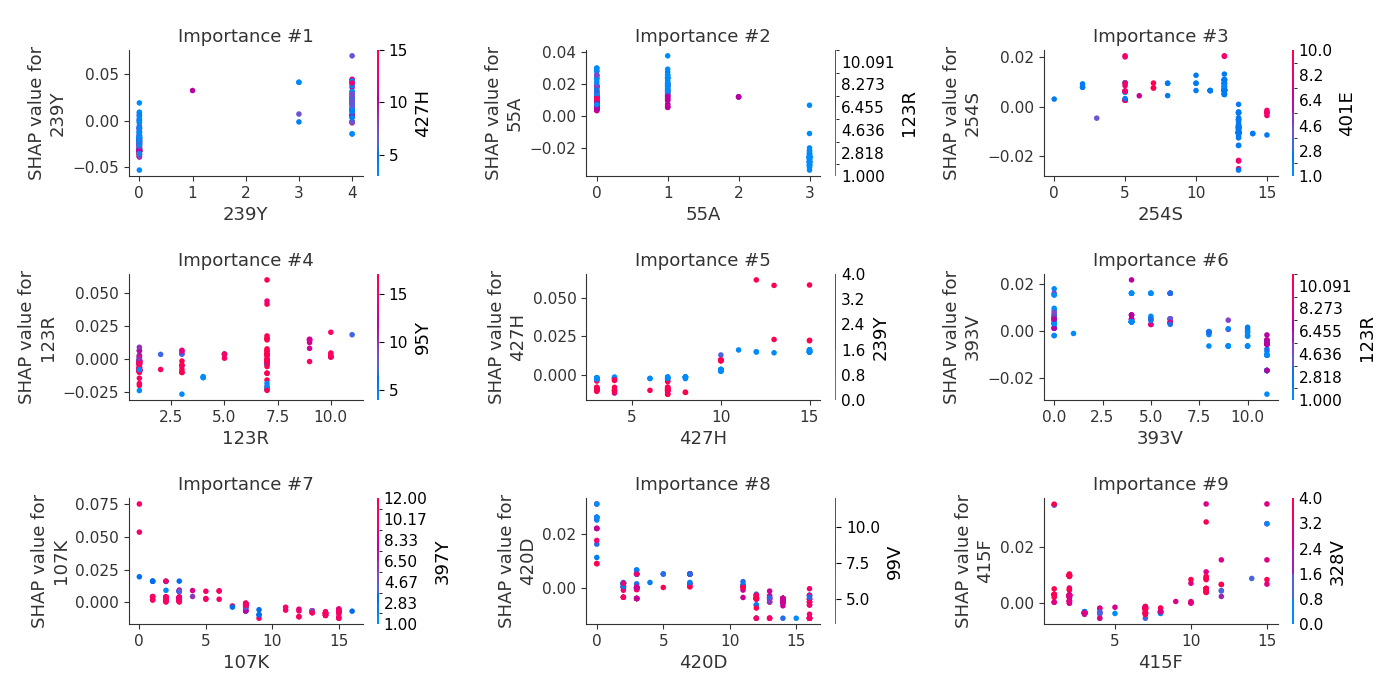 Importance #1
SHAP value for
239Y
0.05
0.00
−0.05
0 1 2 3 4
239Y
15
10
5
427H
Importance #2
SHAP value for
55A
0.04
0.02
0.00
−0.02
0 1 2 3
55A
10.091
8.273
6.455
4.636
2.818
1.000
123R
Importance #3
SHAP value for
254S
0.02
0.00
−0.02
0 5 10 15
254S
10.0
8.2
6.4
4.6
2.8
1.0
401E
Importance #4
SHAP value for
123R
0.050
0.025
0.000
−0.025
2.5 5.0 7.5 10.0
123R
15
10
5
95Y
Importance #5
SHAP value for
427H
0.050
0.025
0.000
5 10 15
427H
4.0
3.2
2.4
1.6
0.8
0.0
239Y
Importance #6
SHAP value for
393V
0.02
0.00
−0.02
0.0 2.5 5.0 7.5 10.0
393V
10.091
8.273
6.455
4.636
2.818
1.000
123R
Importance #7
SHAP value for
107K
0.075
0.050
0.025
0.000
0 5 10 15
107K
12.00
10.17
8.33
6.50
4.67
2.83
1.00
397Y
Importance #8
SHAP value for
420D
0.02
0.00
0 5 10 15
420D
10.0
7.5
5.0
99V
Importance #9
SHAP value for
415F
0.02
0.00
0 5 10 15
415F
4.0
3.2
2.4
1.6
0.8
0.0
328V